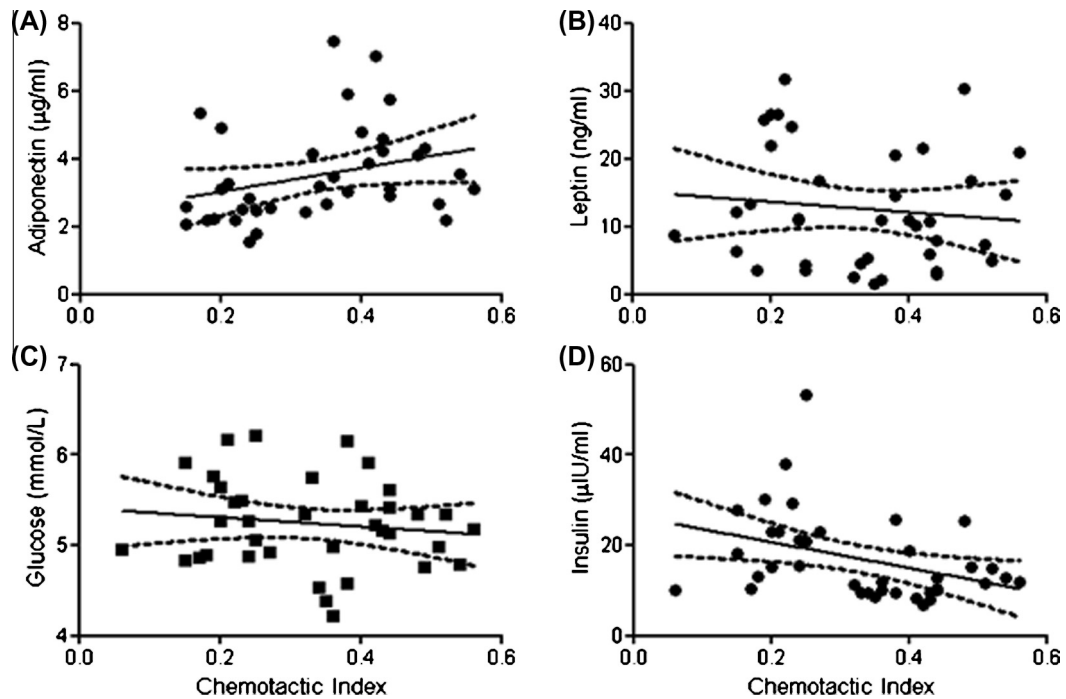 (A)
8
6
4
2
0
Adiponectin (µg/ml)
0.0 0.2 0.4 0.6
(B)
40
30
20
10
0
Leptin (ng/ml)
0.0 0.2 0.4 0.6
(C)
7
6
5
4
Glucose (mmol/L)
0.0 0.2 0.4 0.6
Chemotactic Index
(D)
60
40
20
0
Insulin (µIU/ml)
0.0 0.2 0.4 0.6
Chemotactic Index